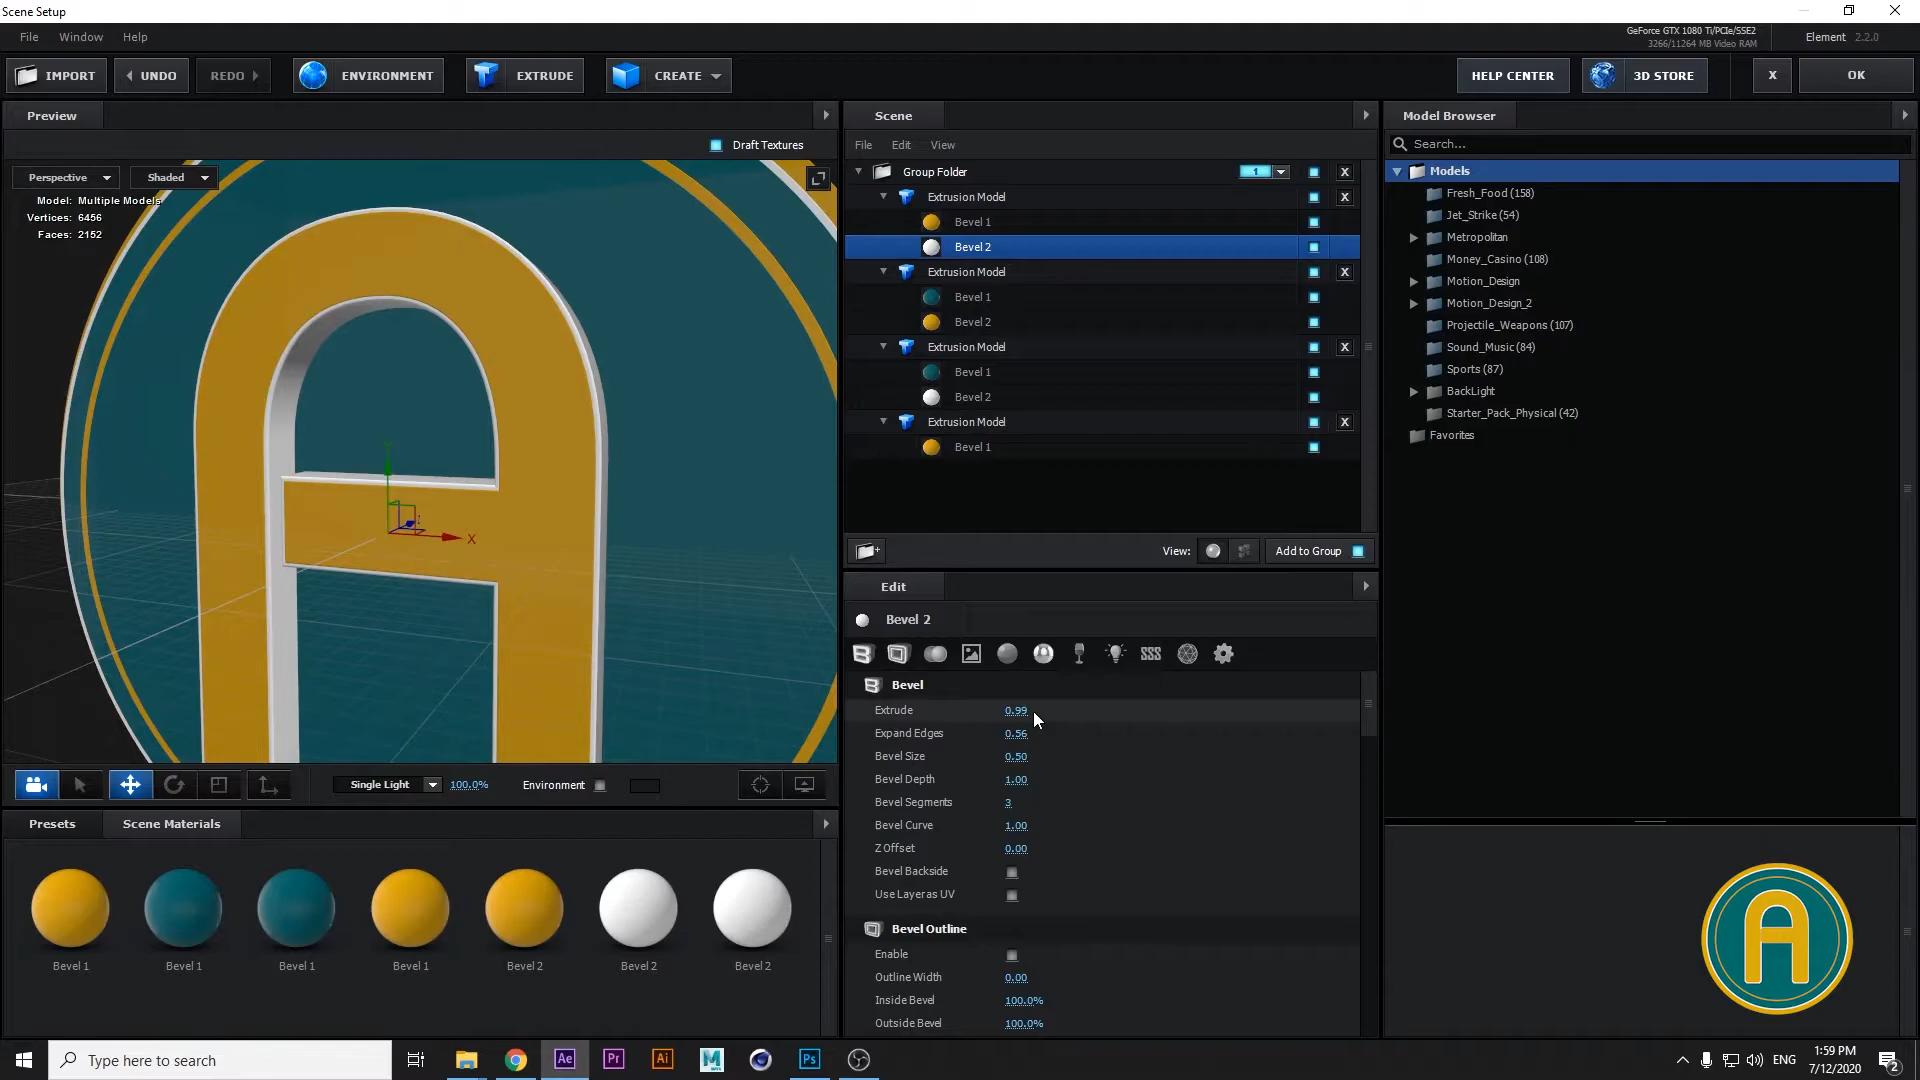 Scene Setup
File Window Help
GeForce GTX 1080 Ti/PCIe/SSE2
3266/11264 MB Video RAM
Element 2.2.0
IMPORT UNDO REDO ENVIRONMENT EXTRUDE CREATE HELP CENTER 3D STORE X OK
Preview
Draft Textures
Perspective Shaded
Model: Multiple Models
Vertices: 6456
Faces: 2152
X
Single Light 100.0% Environment
Presets Scene Materials
Bevel 1 Bevel 1 Bevel 1 Bevel 1 Bevel 2 Bevel 2 Bevel 2
Scene
File Edit View
Group Folder 1 X
Extrusion Model X
Bevel 1
Bevel 2
Extrusion Model X
Bevel 1
Bevel 2
Extrusion Model X
Bevel 1
Bevel 2
Extrusion Model X
Bevel 1
View: Add to Group
Edit
Bevel 2
Bevel
Extrude 0.99
Expand Edges 0.56
Bevel Size 0.50
Bevel Depth 1.00
Bevel Segments 3
Bevel Curve 1.00
Z Offset 0.00
Bevel Backside
Use Layer as UV
Bevel Outline
Enable
Outline Width 0.00
Inside Bevel 100.0%
Outside Bevel 100.0%
Model Browser
Search...
Models
Fresh_Food (158)
Jet_Strike (54)
Metropolitan
Money_Casino (108)
Motion_Design
Motion_Design_2
Projectile_Weapons (107)
Sound_Music (84)
Sports (87)
BackLight
Starter_Pack_Physical (42)
Favorites
A
Type here to search
Ae Pr Ai M Ps
ENG
1:59 PM
7/12/2020
2